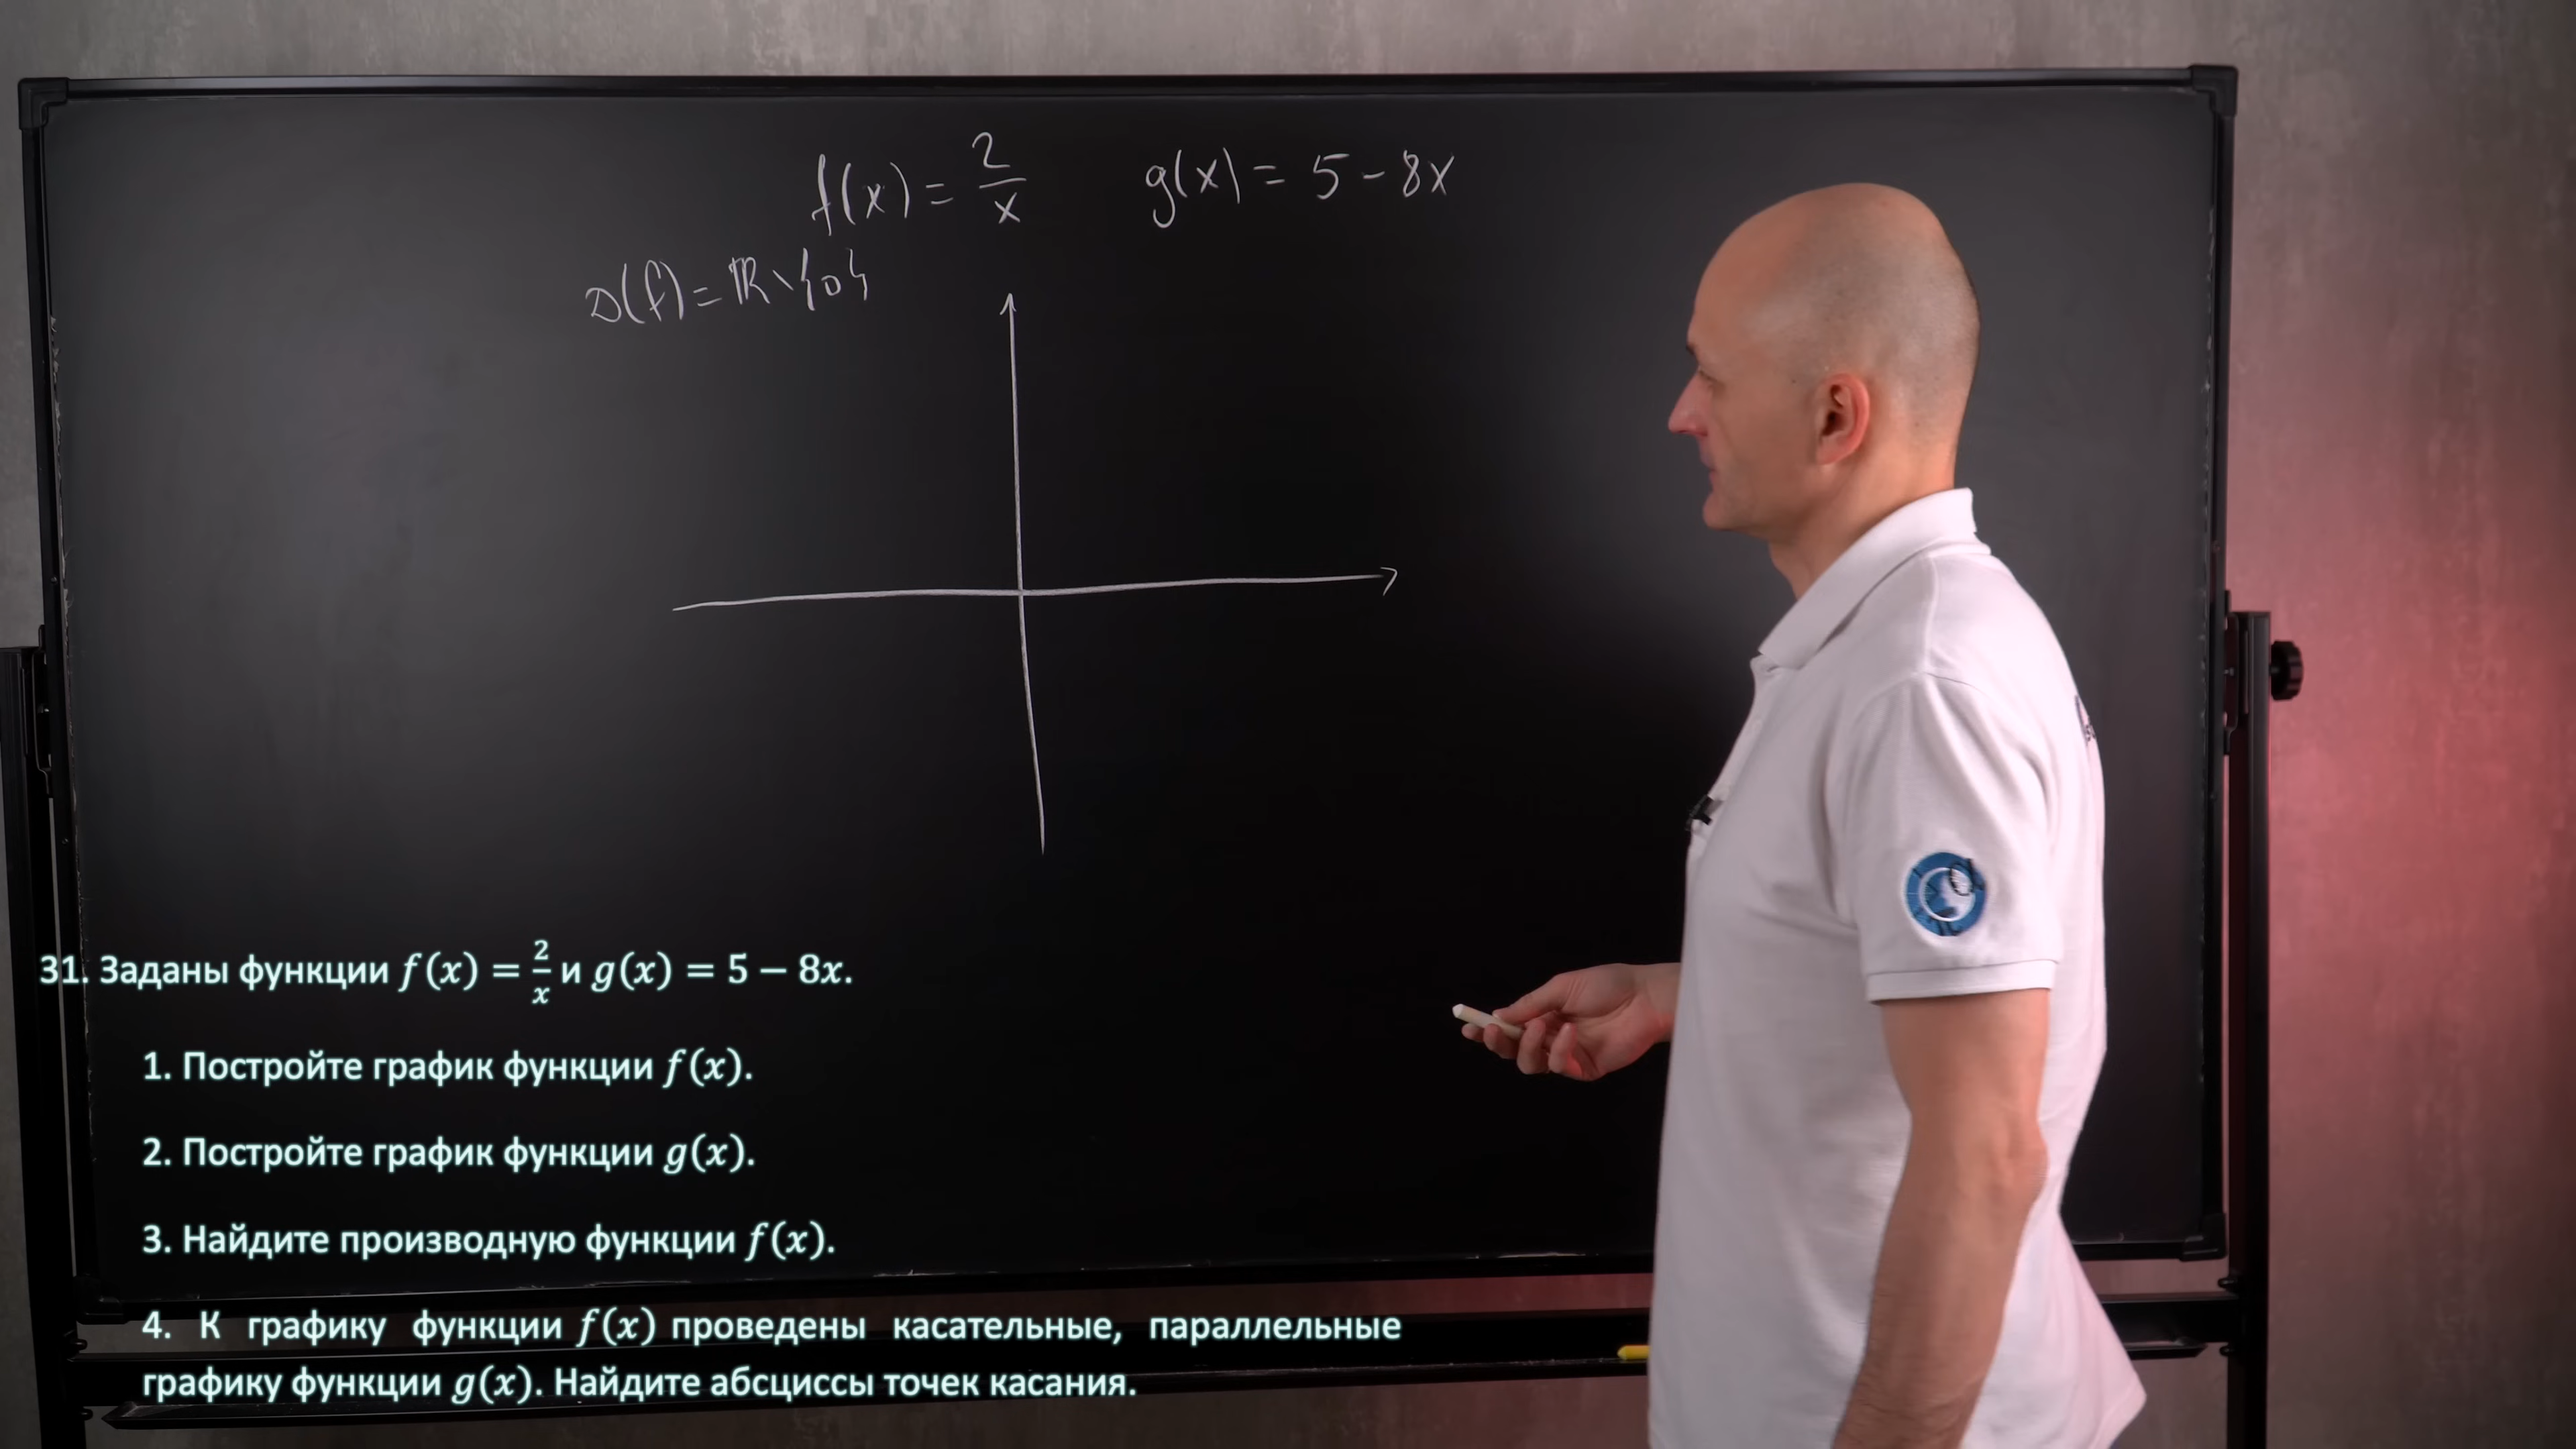 f(x) = 2/x g(x) = 5 - 8x
D(f) = ℝ \ {0}
31. Заданы функции f(x) = 2/x и g(x) = 5 − 8x.
1. Постройте график функции f(x).
2. Постройте график функции g(x).
3. Найдите производную функции f(x).
4. К графику функции f(x) проведены касательные, параллельные
графику функции g(x). Найдите абсциссы точек касания.